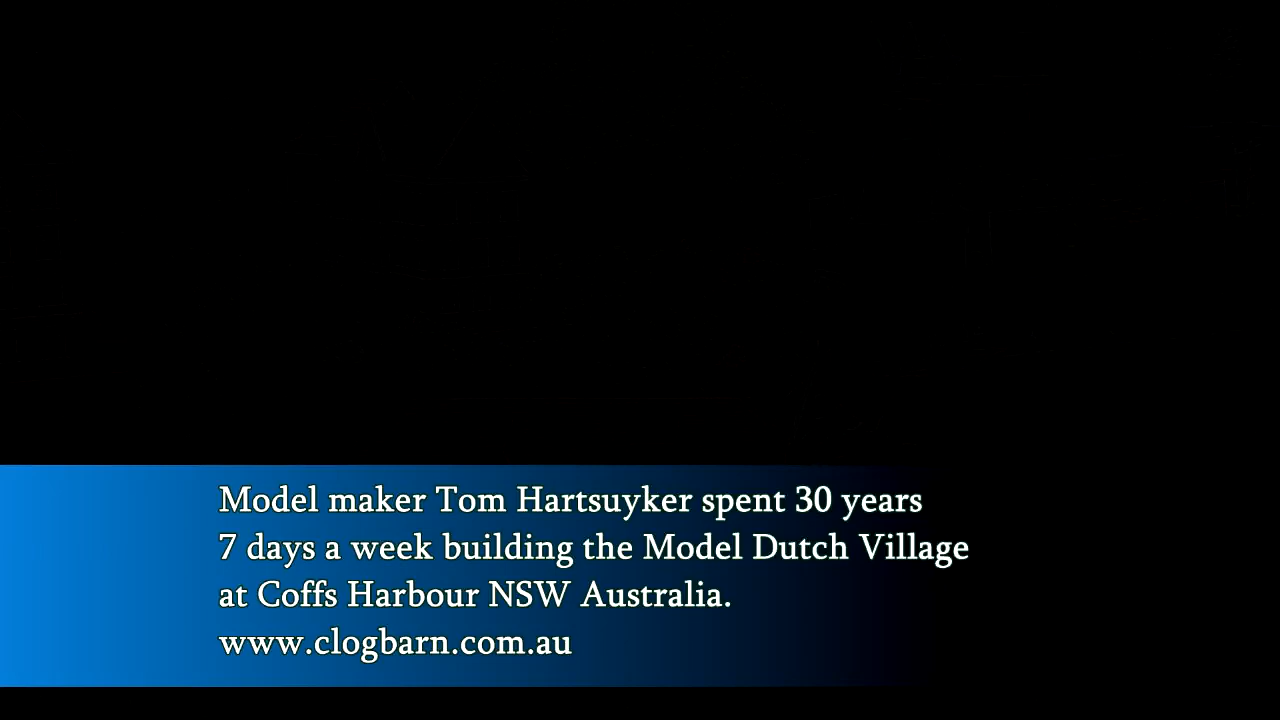 Model maker Tom Hartsuyker spent 30 years
7 days a week building the Model Dutch Village
at Coffs Harbour NSW Australia.
www.clogbarn.com.au